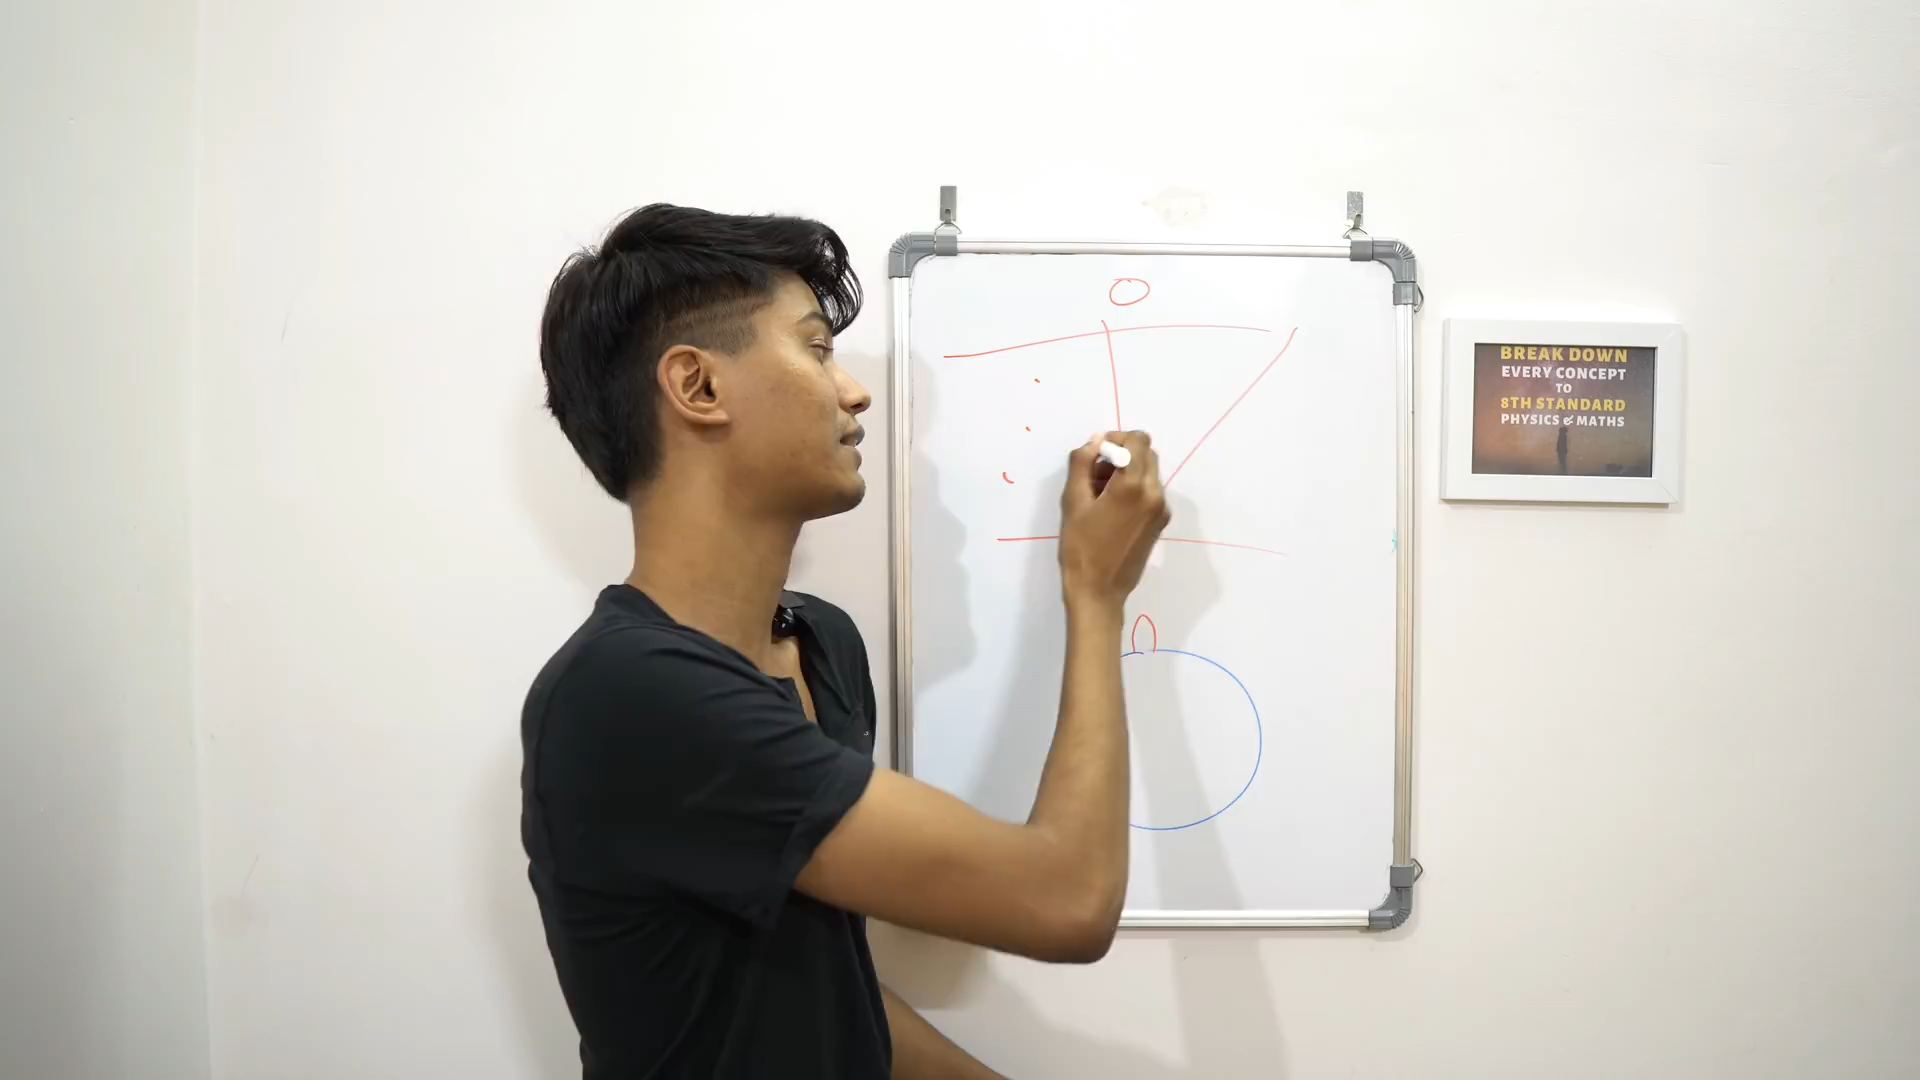 O
BREAK DOWN
EVERY CONCEPT
TO
8TH STANDARD
PHYSICS & MATHS